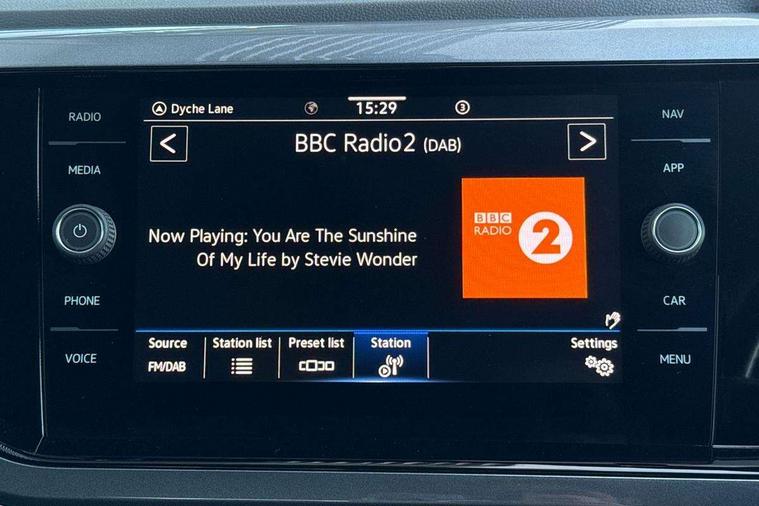 RADIO
MEDIA
PHONE
VOICE
Dyche Lane
15:29
3
BBC Radio2 (DAB)
Now Playing: You Are The Sunshine
Of My Life by Stevie Wonder
BBC
RADIO
2
Source
FM/DAB
Station list
Preset list
Station
Settings
NAV
APP
CAR
MENU